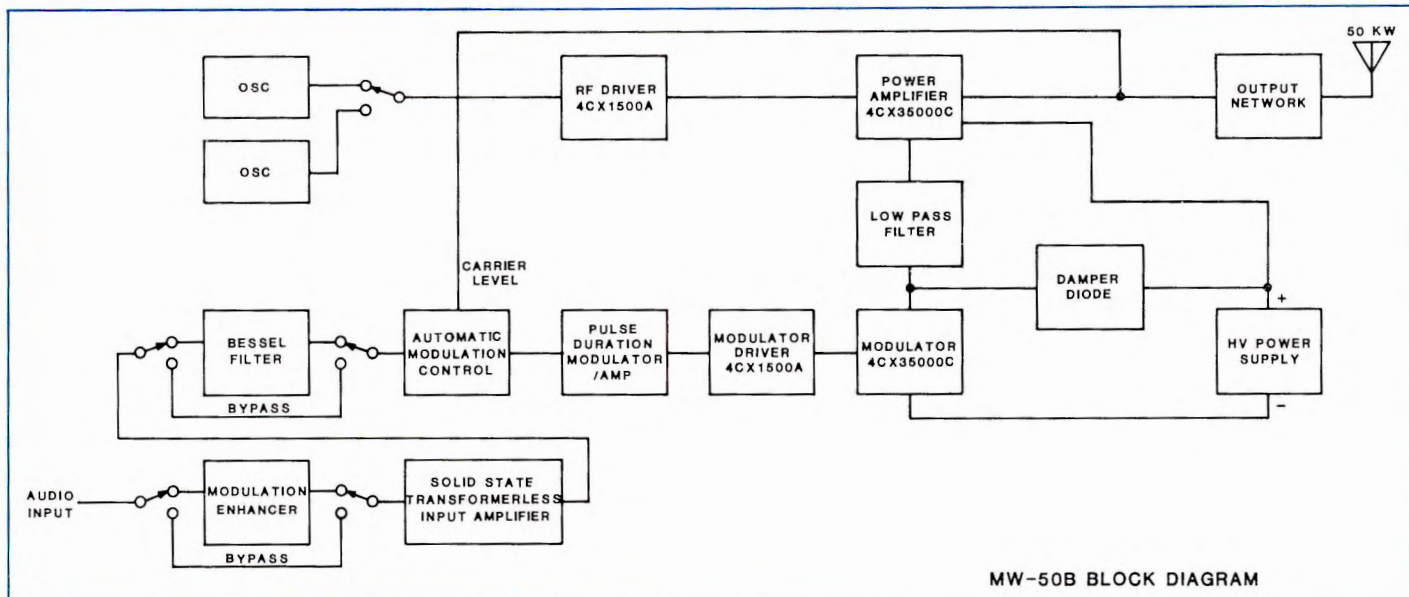 50 KW
OSC
RF DRIVER
4CX1500A
POWER
AMPLIFIER
4CX35000C
OUTPUT
NETWORK
OSC
LOW PASS
FILTER
CARRIER
LEVEL
DAMPER
DIODE
+
BESSEL
FILTER
AUTOMATIC
MODULATION
CONTROL
PULSE
DURATION
MODULATOR
/AMP
MODULATOR
DRIVER
4CX1500A
MODULATOR
4CX35000C
HV POWER
SUPPLY
BYPASS
-
AUDIO
INPUT
MODULATION
ENHANCER
SOLID STATE
TRANSFORMERLESS
INPUT AMPLIFIER
BYPASS
MW-50B BLOCK DIAGRAM